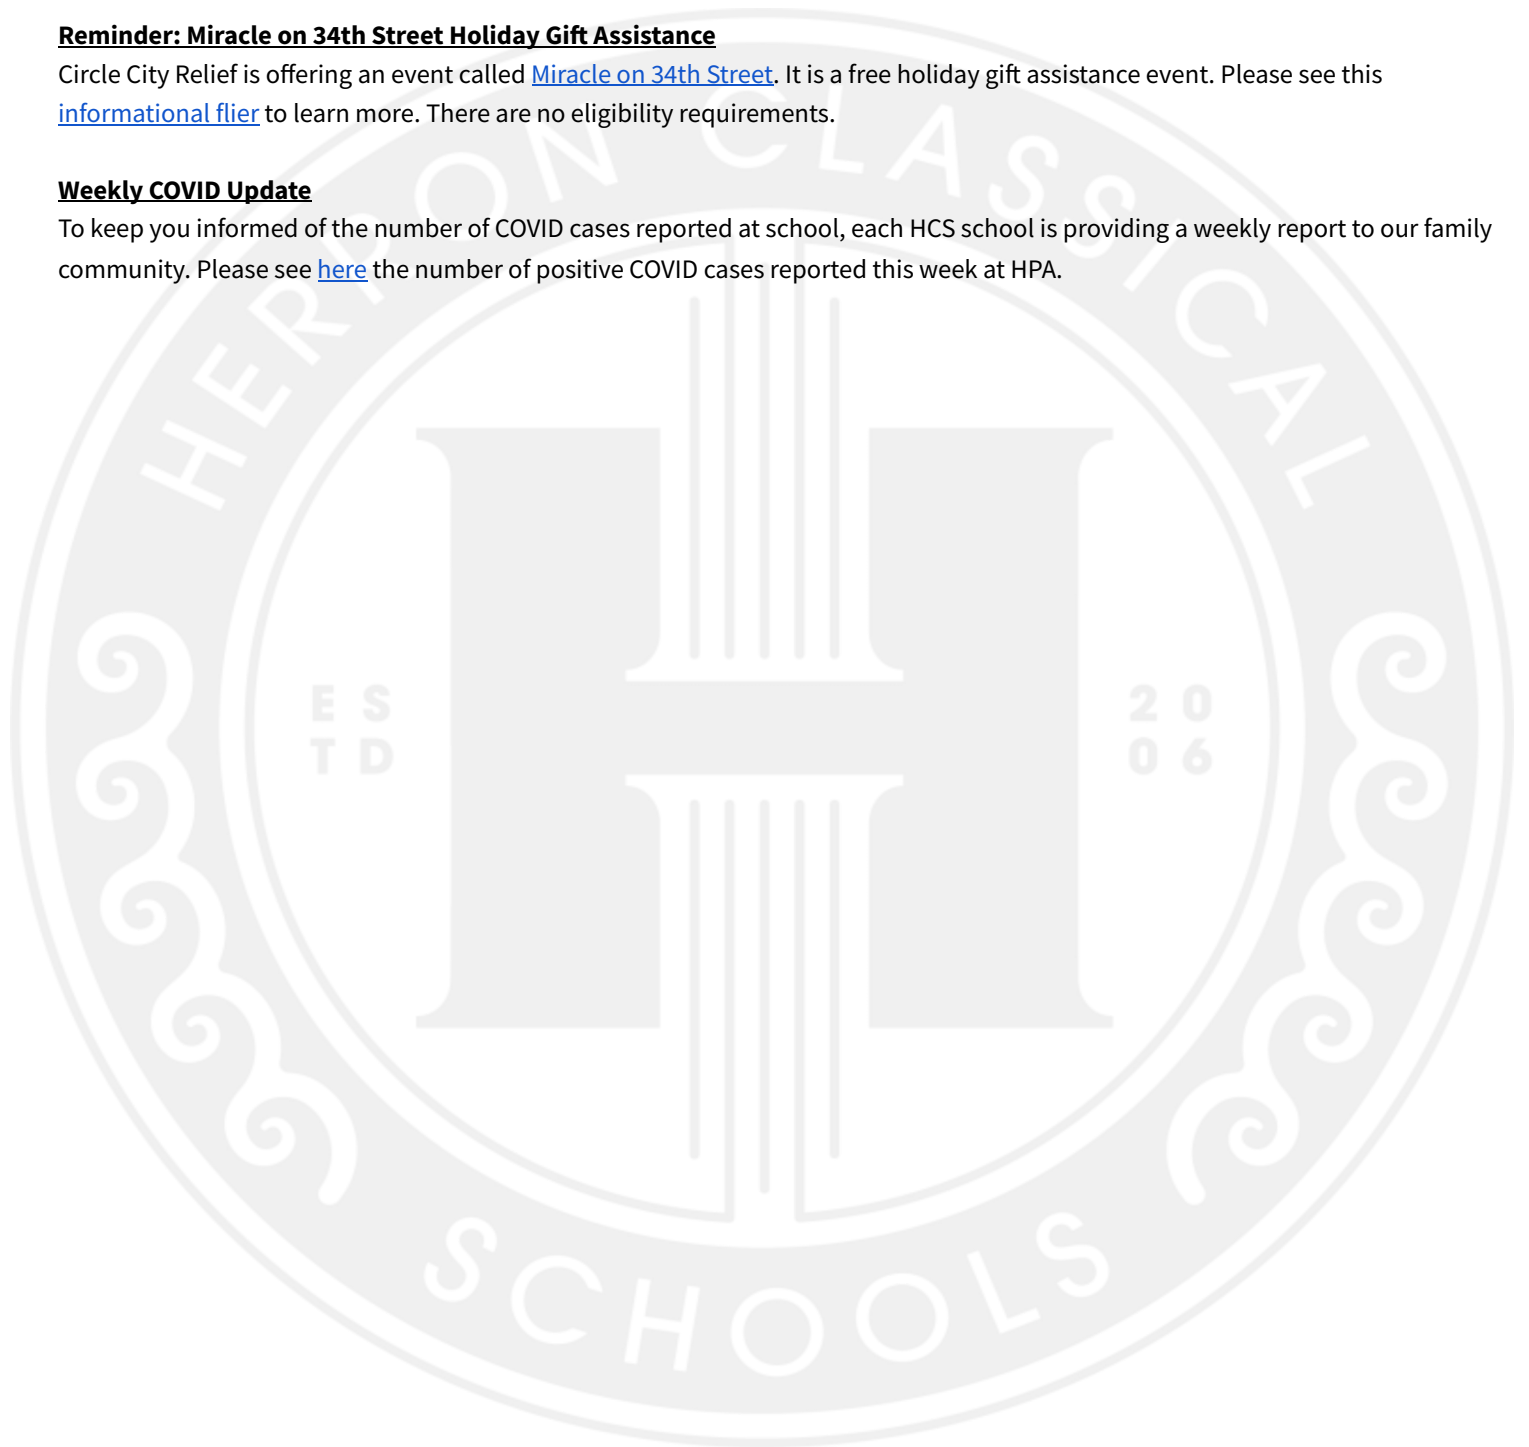 Reminder: Miracle on 34th Street Holiday Gift Assistance
Circle City Relief is offering an event called Miracle on 34th Street. It is a free holiday gift assistance event. Please see this
informational flier to learn more. There are no eligibility requirements.
Weekly COVID Update
To keep you informed of the number of COVID cases reported at school, each HCS school is providing a weekly report to our family
community. Please see here the number of positive COVID cases reported this week at HPA.
HERRON CLASSICAL
ES
TD
20
06
SCHOOLS